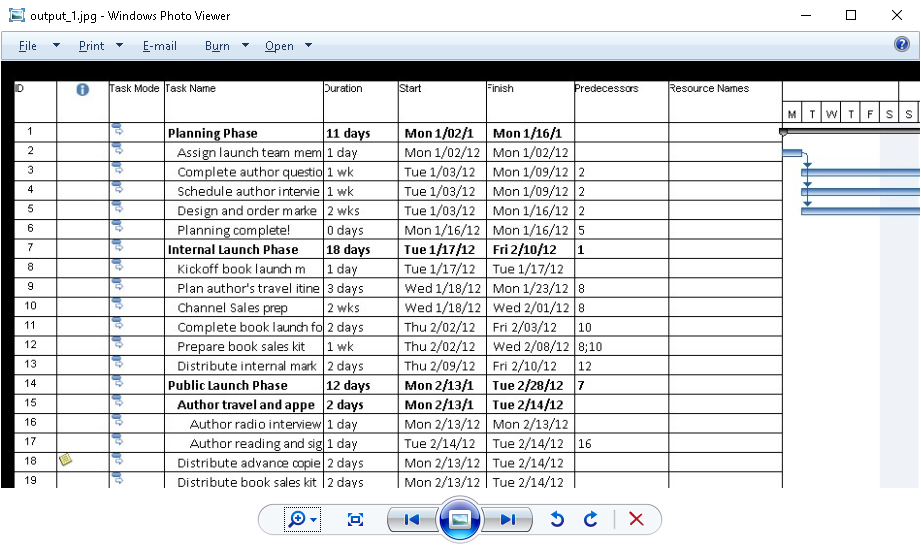 output_1.jpg - Windows Photo Viewer
File Print E-mail Burn Open
ID Task Mode Task Name Duration Start Finish Predecessors Resource Names
M T W T F S S
1 Planning Phase 11 days Mon 1/02/1 Mon 1/16/1
2 Assign launch team mem 1 day Mon 1/02/12 Mon 1/02/12
3 Complete author questio 1 wk Tue 1/03/12 Mon 1/09/12 2
4 Schedule author intervie 1 wk Tue 1/03/12 Mon 1/09/12 2
5 Design and order marke 2 wks Tue 1/03/12 Mon 1/16/12 2
6 Planning complete! 0 days Mon 1/16/12 Mon 1/16/12 5
7 Internal Launch Phase 18 days Tue 1/17/12 Fri 2/10/12 1
8 Kickoff book launch m 1 day Tue 1/17/12 Tue 1/17/12
9 Plan author's travel itine 3 days Wed 1/18/12 Mon 1/23/12 8
10 Channel Sales prep 2 wks Wed 1/18/12 Wed 2/01/12 8
11 Complete book launch fo 2 days Thu 2/02/12 Fri 2/03/12 10
12 Prepare book sales kit 1 wk Thu 2/02/12 Wed 2/08/12 8;10
13 Distribute internal mark 2 days Thu 2/09/12 Fri 2/10/12 12
14 Public Launch Phase 12 days Mon 2/13/1 Tue 2/28/12 7
15 Author travel and appe 2 days Mon 2/13/1 Tue 2/14/12
16 Author radio interview 1 day Mon 2/13/12 Mon 2/13/12
17 Author reading and sig 1 day Tue 2/14/12 Tue 2/14/12 16
18 Distribute advance copie 2 days Mon 2/13/12 Tue 2/14/12
19 Distribute book sales kit 2 days Mon 2/13/12 Tue 2/14/12